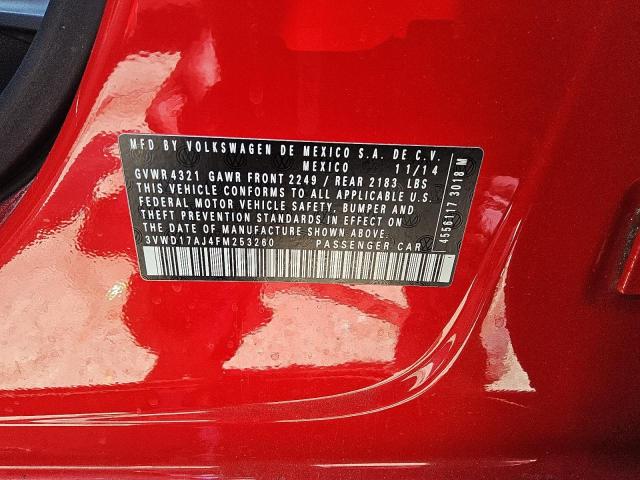 MFD BY VOLKSWAGEN DE MEXICO S.A. DE C.V.
MEXICO 11/14
GVWR 4321 GAWR FRONT 2249 / REAR 2183 LBS
THIS VEHICLE CONFORMS TO ALL APPLICABLE U.S.
FEDERAL MOTOR VEHICLE SAFETY, BUMPER AND
THEFT PREVENTION STANDARDS IN EFFECT ON
THE DATE OF MANUFACTURE SHOWN ABOVE.
3VWD17AJ4FM253260 PASSENGER CAR
4556117 3018 M